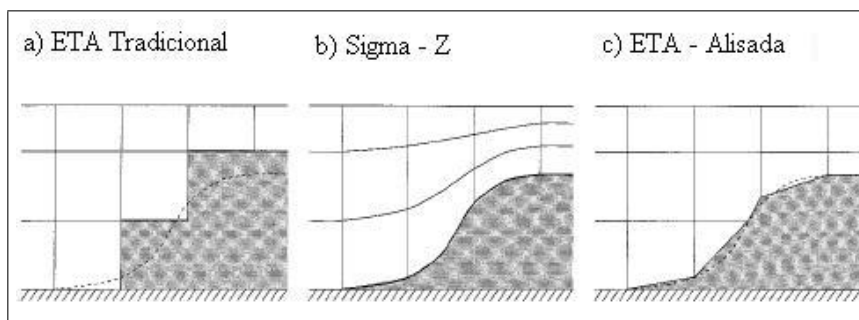 a) ETA Tradicional
b) Sigma - Z
c) ETA - Alisada